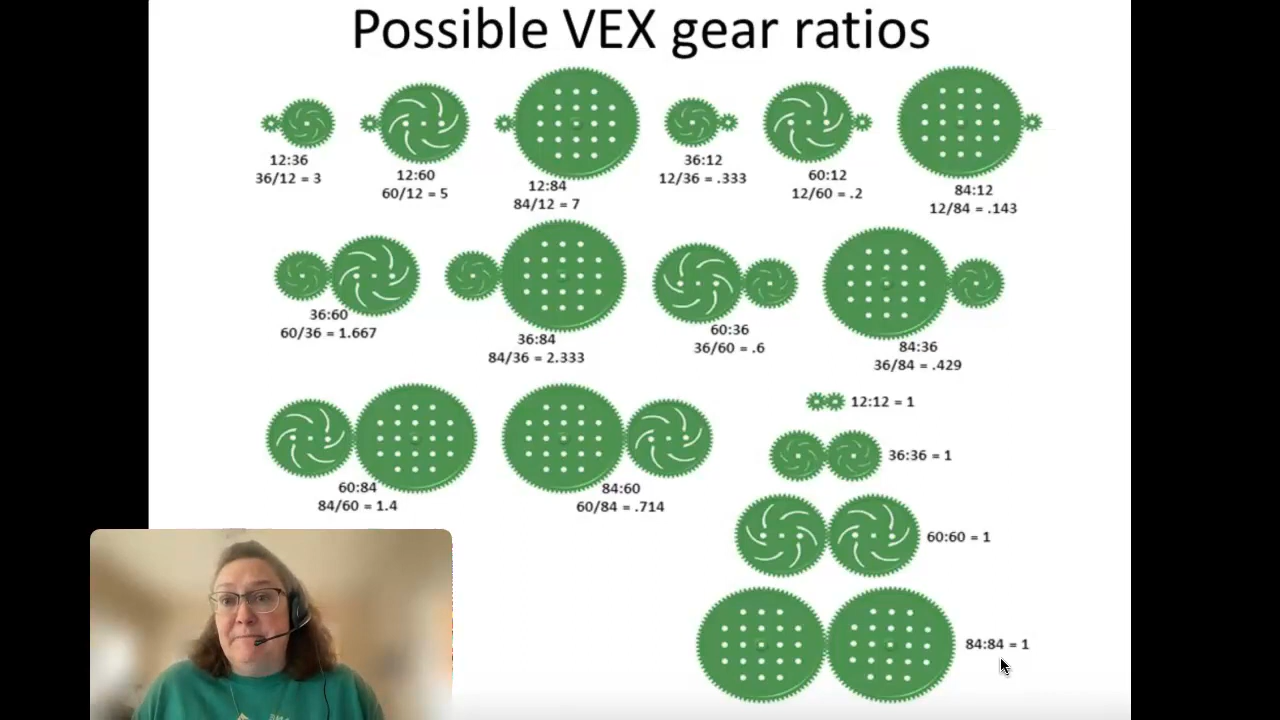 Possible VEX gear ratios
12:36
36/12 = 3
12:60
60/12 = 5
12:84
84/12 = 7
36:12
12/36 = .333
60:12
12/60 = .2
84:12
12/84 = .143
36:60
60/36 = 1.667
36:84
84/36 = 2.333
60:36
36/60 = .6
84:36
36/84 = .429
60:84
84/60 = 1.4
84:60
60/84 = .714
12:12 = 1
36:36 = 1
60:60 = 1
84:84 = 1